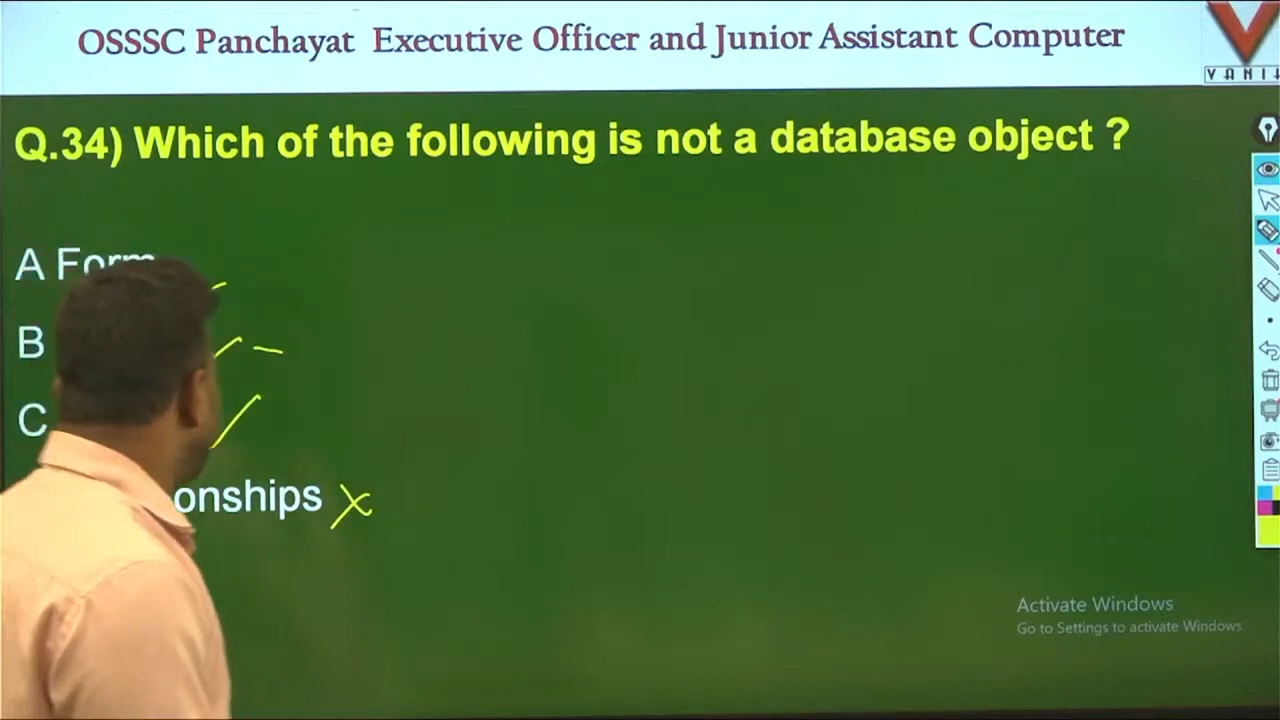 OSSSC Panchayat Executive Officer and Junior Assistant Computer
VANI
Q.34) Which of the following is not a database object ?
A Form
B
C
onships
Activate Windows
Go to Settings to activate Windows.